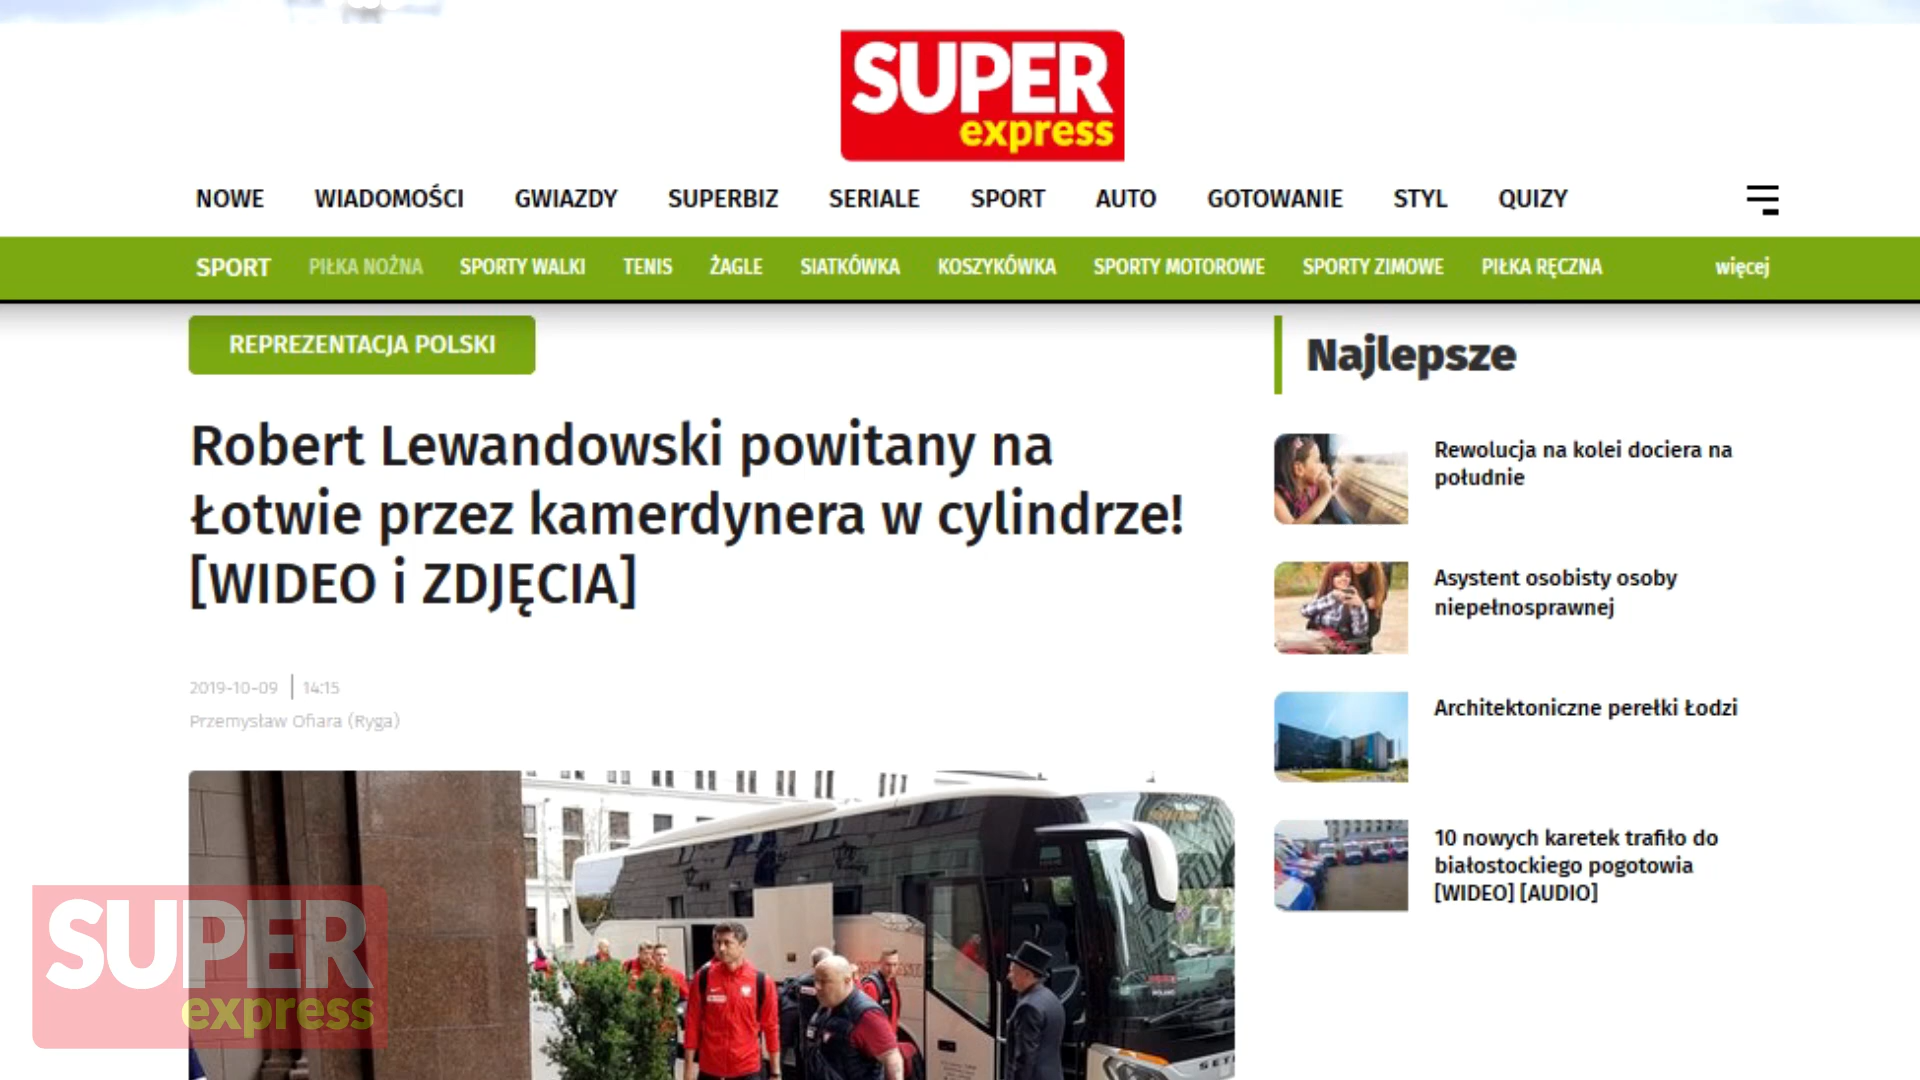 SUPER
express
NOWE WIADOMOŚCI GWIAZDY SUPERBIZ SERIALE SPORT AUTO GOTOWANIE STYL QUIZY
SPORT PIŁKA NOŻNA SPORTY WALKI TENIS ŻAGLE SIATKÓWKA KOSZYKÓWKA SPORTY MOTOROWE SPORTY ZIMOWE PIŁKA RĘCZNA więcej
REPREZENTACJA POLSKI
Robert Lewandowski powitany na
Łotwie przez kamerdynera w cylindrze!
[WIDEO i ZDJĘCIA]
2019-10-09 | 14:15
Przemysław Ofiara (Ryga)
Najlepsze
Rewolucja na kolei dociera na
południe
Asystent osobisty osoby
niepełnosprawnej
Architektoniczne perełki Łodzi
10 nowych karetek trafiło do
białostockiego pogotowia
[WIDEO] [AUDIO]
SUPER
express